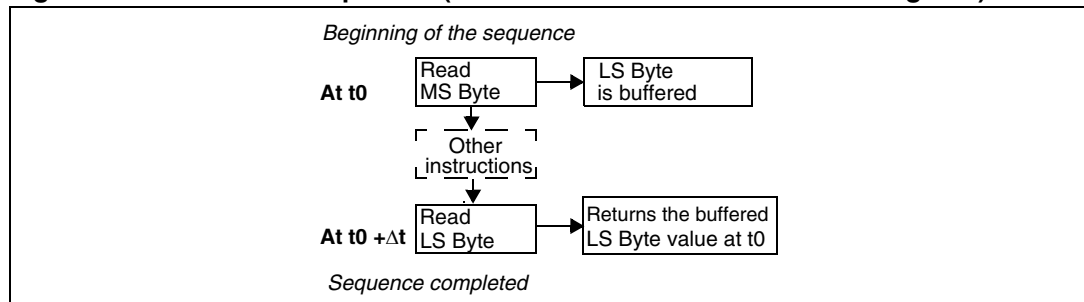 Beginning of the sequence
At t0
Read
MS Byte
LS Byte
is buffered
Other
instructions
At t0 +Δt
Read
LS Byte
Returns the buffered
LS Byte value at t0
Sequence completed